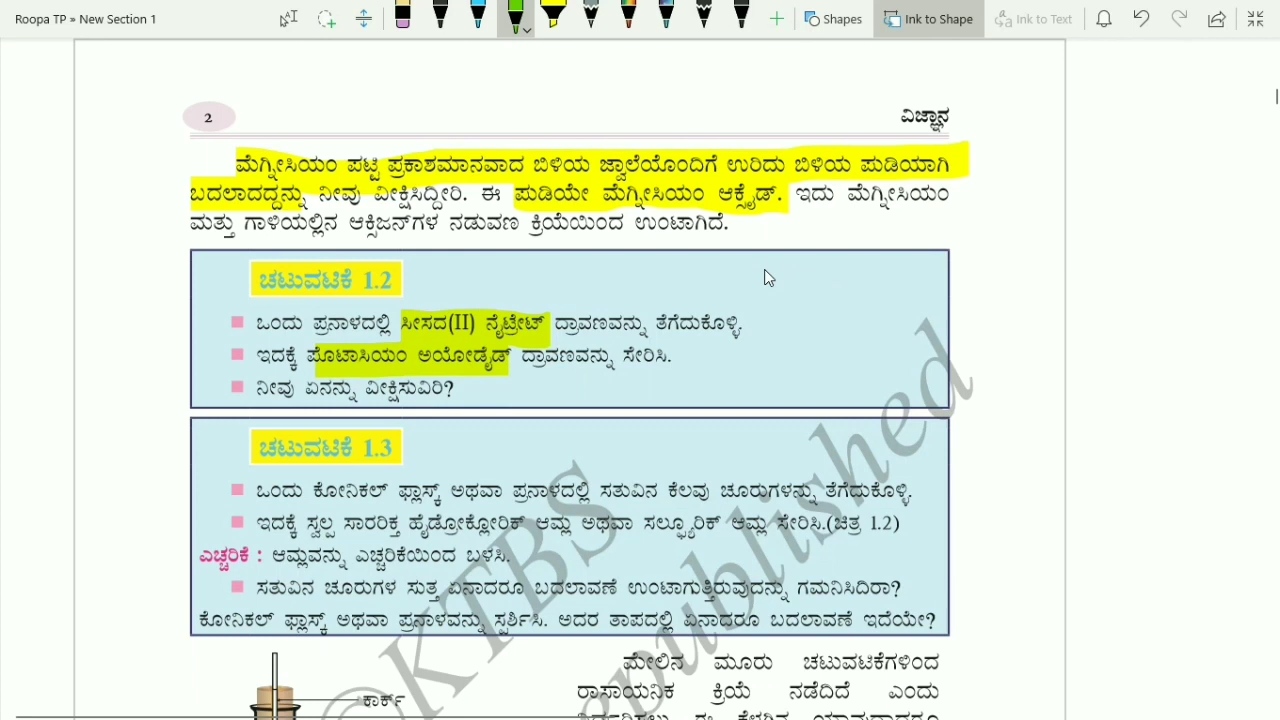 Roopa TP » New Section 1
Shapes
Ink to Shape
Ink to Text
2
ವಿಜ್ಞಾನ
ಮೆಗ್ನೀಸಿಯಂ ಪಟ್ಟಿ ಪ್ರಕಾಶಮಾನವಾದ ಬಿಳಿಯ ಜ್ವಾಲೆಯೊಂದಿಗೆ ಉರಿದು ಬಿಳಿಯ ಪುಡಿಯಾಗಿ
ಬದಲಾದದ್ದನ್ನು ನೀವು ವೀಕ್ಷಿಸಿದ್ದೀರಿ. ಈ ಪುಡಿಯೇ ಮೆಗ್ನೀಸಿಯಂ ಆಕ್ಸೈಡ್. ಇದು ಮೆಗ್ನೀಸಿಯಂ
ಮತ್ತು ಗಾಳಿಯಲ್ಲಿನ ಆಕ್ಸಿಜನ್‌ಗಳ ನಡುವಣ ಕ್ರಿಯೆಯಿಂದ ಉಂಟಾಗಿದೆ.
ಚಟುವಟಿಕೆ 1.2
ಒಂದು ಪ್ರನಾಳದಲ್ಲಿ ಸೀಸದ(II) ನೈಟ್ರೇಟ್ ದ್ರಾವಣವನ್ನು ತೆಗೆದುಕೊಳ್ಳಿ.
ಇದಕ್ಕೆ ಪೊಟಾಸಿಯಂ ಅಯೋಡೈಡ್ ದ್ರಾವಣವನ್ನು ಸೇರಿಸಿ.
ನೀವು ಏನನ್ನು ವೀಕ್ಷಿಸುವಿರಿ?
ಚಟುವಟಿಕೆ 1.3
ಒಂದು ಕೋನಿಕಲ್ ಫ್ಲಾಸ್ಕ್ ಅಥವಾ ಪ್ರನಾಳದಲ್ಲಿ ಸತುವಿನ ಕೆಲವು ಚೂರುಗಳನ್ನು ತೆಗೆದುಕೊಳ್ಳಿ.
ಇದಕ್ಕೆ ಸ್ವಲ್ಪ ಸಾರರಿಕ್ತ ಹೈಡ್ರೋಕ್ಲೋರಿಕ್ ಆಮ್ಲ ಅಥವಾ ಸಲ್ಫ್ಯೂರಿಕ್ ಆಮ್ಲ ಸೇರಿಸಿ.(ಚಿತ್ರ 1.2)
ಎಚ್ಚರಿಕೆ : ಆಮ್ಲವನ್ನು ಎಚ್ಚರಿಕೆಯಿಂದ ಬಳಸಿ.
ಸತುವಿನ ಚೂರುಗಳ ಸುತ್ತ ಏನಾದರೂ ಬದಲಾವಣೆ ಉಂಟಾಗುತ್ತಿರುವುದನ್ನು ಗಮನಿಸಿದಿರಾ?
ಕೋನಿಕಲ್ ಫ್ಲಾಸ್ಕ್ ಅಥವಾ ಪ್ರನಾಳವನ್ನು ಸ್ಪರ್ಶಿಸಿ. ಅದರ ತಾಪದಲ್ಲಿ ಏನಾದರೂ ಬದಲಾವಣೆ ಇದೆಯೇ?
©KTBS
republished
ಕಾರ್ಕ್
ಮೇಲಿನ ಮೂರು ಚಟುವಟಿಕೆಗಳಿಂದ
ರಾಸಾಯನಿಕ ಕ್ರಿಯೆ ನಡೆದಿದೆ ಎಂದು